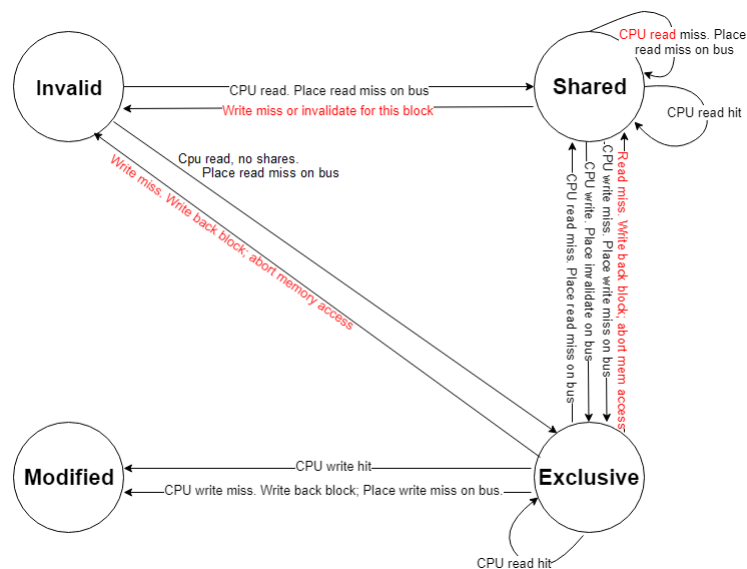 CPU read miss. Place
read miss on bus
Invalid
Shared
CPU read. Place read miss on bus
Write miss or invalidate for this block
CPU read hit
Cpu read, no shares.
Place read miss on bus
Write miss. Write back block; abort memory access
CPU read miss. Place read miss on bus
CPU write. Place invalidate on bus
CPU write miss. Place write miss on bus
Read miss. Write back block; abort mem access
Modified
CPU write hit
CPU write miss. Write back block; Place write miss on bus.
Exclusive
CPU read hit